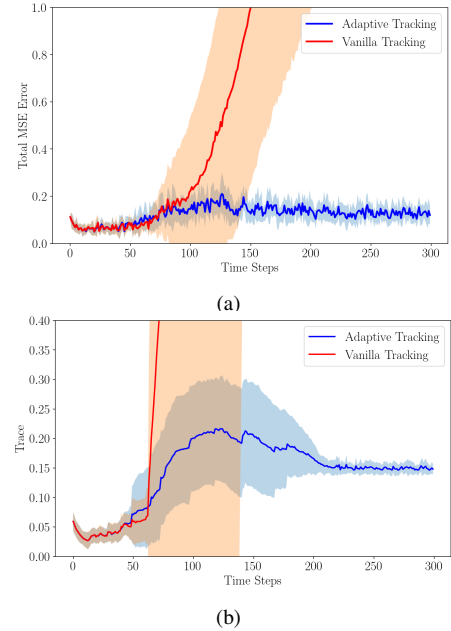 1.0
0.8
0.6
0.4
0.2
0.0
Total MSE Error
Adaptive Tracking
Vanilla Tracking
0 50 100 150 200 250 300
Time Steps
(a)
0.40
0.35
0.30
0.25
0.20
0.15
0.10
0.05
0.00
Trace
Adaptive Tracking
Vanilla Tracking
0 50 100 150 200 250 300
Time Steps
(b)